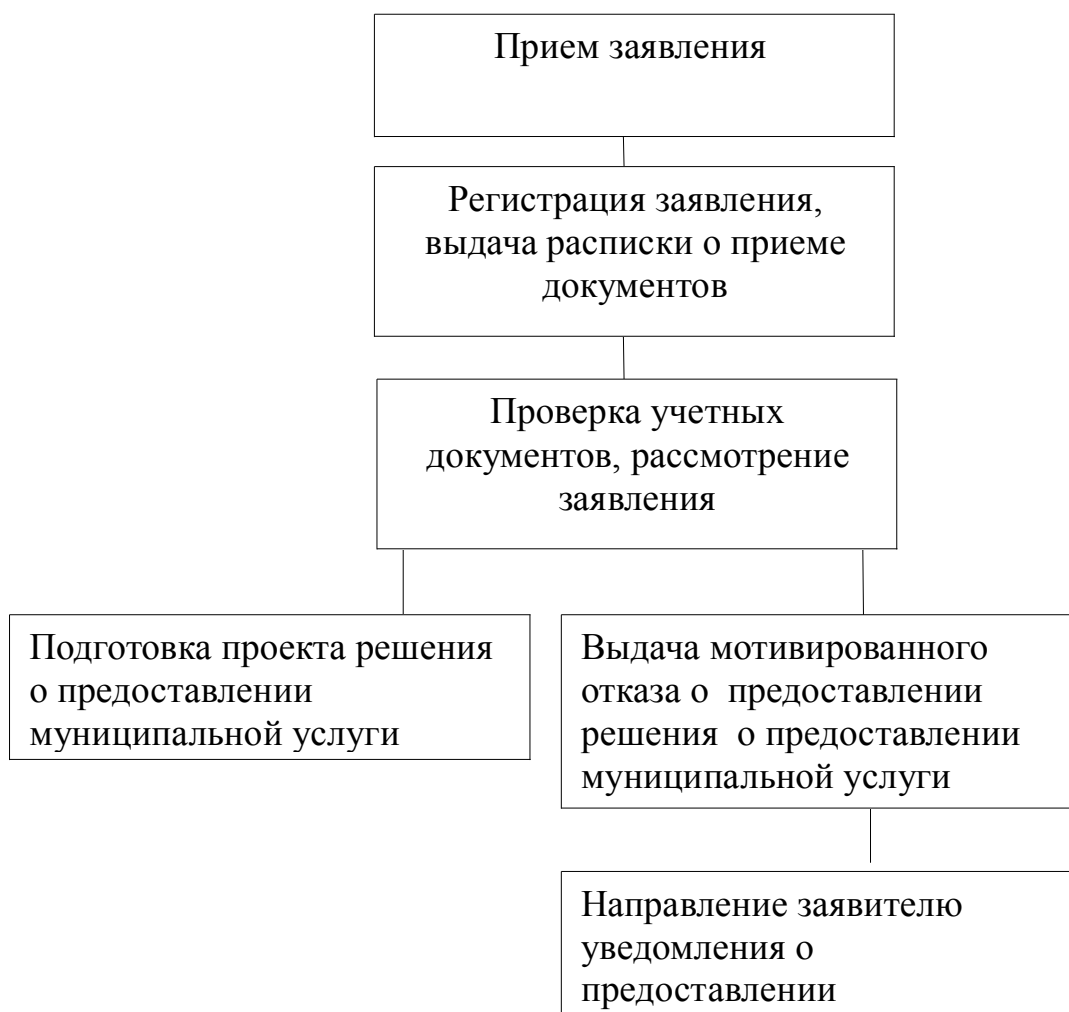 Прием заявления
Регистрация заявления,
выдача расписки о приеме
документов
Проверка учетных
документов, рассмотрение
заявления
Подготовка проекта решения
о предоставлении
муниципальной услуги
Выдача мотивированного
отказа о  предоставлении
решения  о предоставлении
муниципальной услуги
Направление заявителю
уведомления о
предоставлении